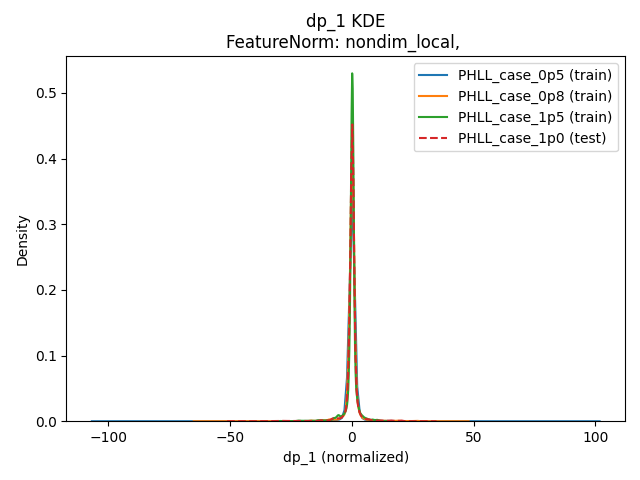 dp_1 KDE
FeatureNorm: nondim_local,
PHLL_case_0p5 (train)
PHLL_case_0p8 (train)
PHLL_case_1p5 (train)
PHLL_case_1p0 (test)
Density
0.5
0.4
0.3
0.2
0.1
0.0
−100
−50
0
50
100
dp_1 (normalized)